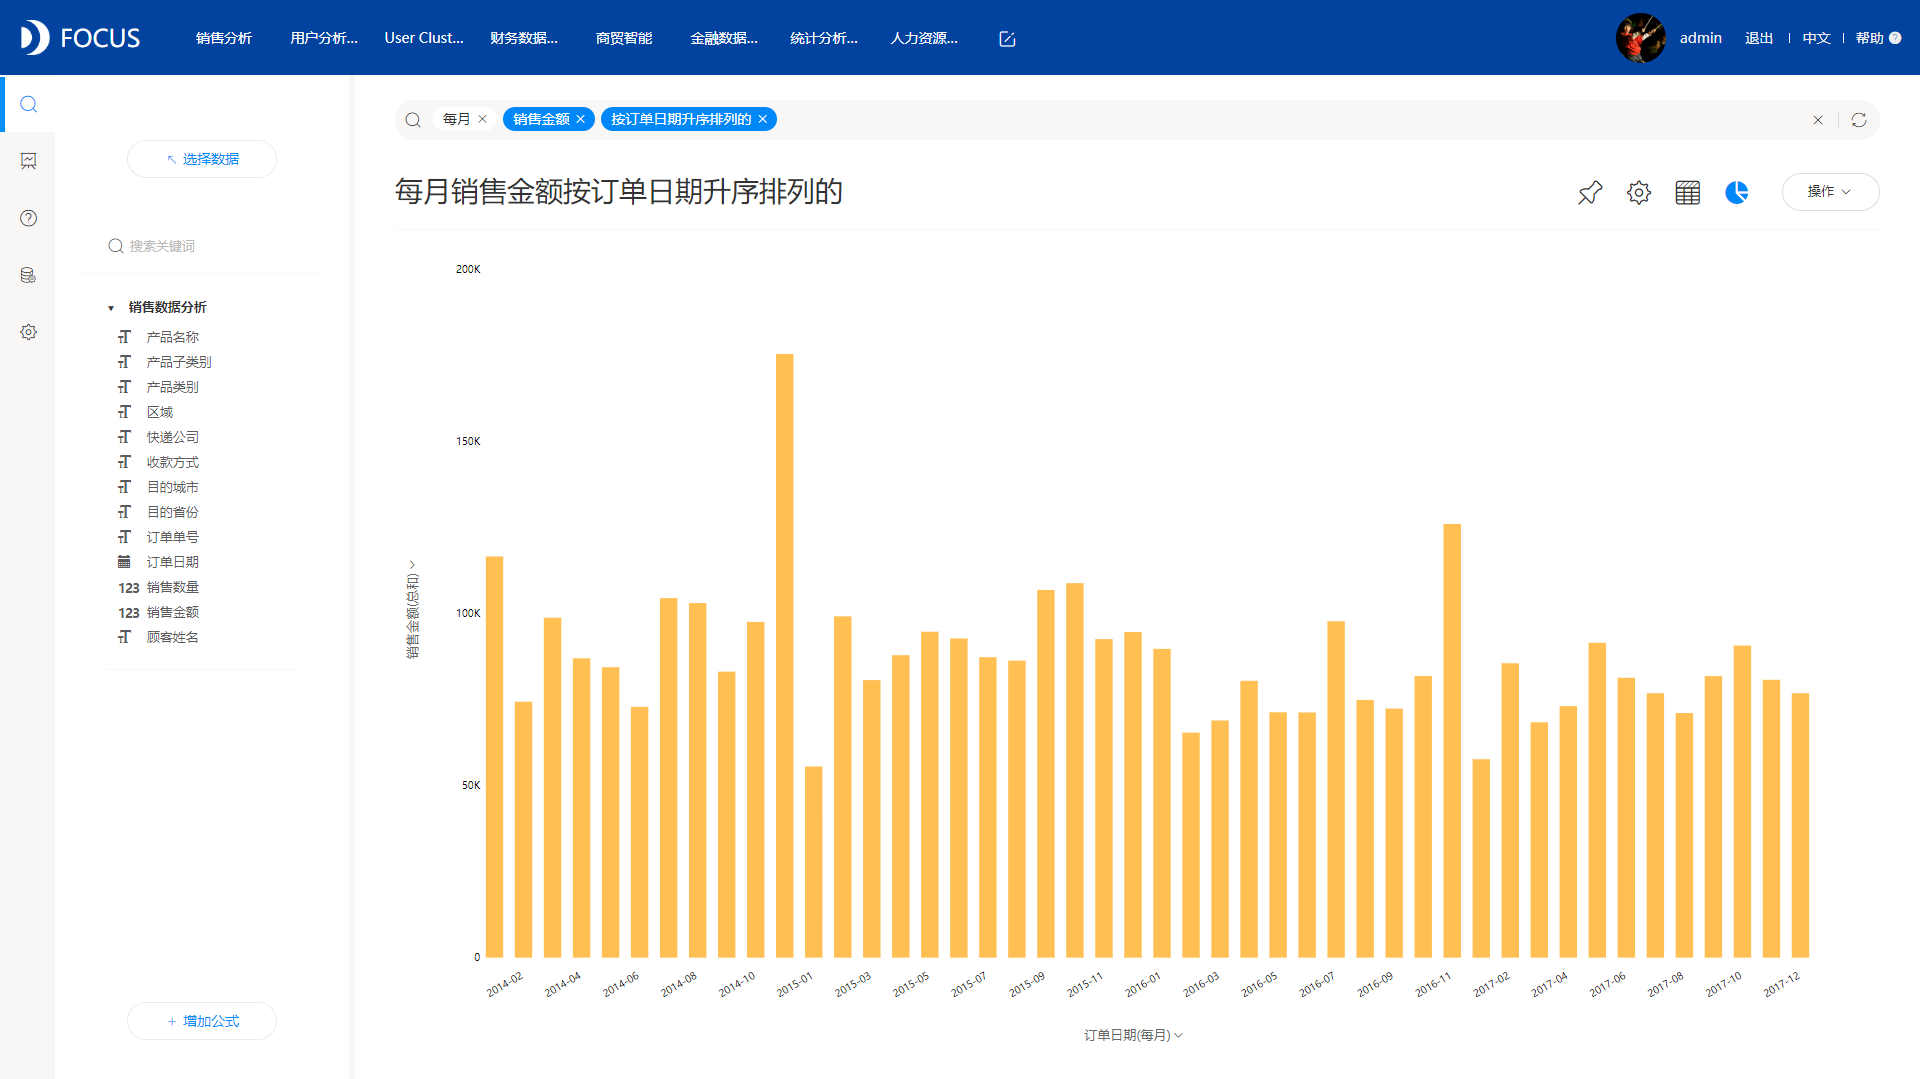 FOCUS
销售分析
用户分析...
User Clust...
财务数据...
商贸智能
金融数据...
统计分析...
人力资源...
admin
退出
中文
帮助
选择数据
搜索关键词
销售数据分析
产品名称
产品子类别
产品类别
区域
快递公司
收款方式
目的城市
目的省份
订单单号
订单日期
123 销售数量
123 销售金额
顾客姓名
+ 增加公式
每月 ×
销售金额 ×
按订单日期升序排列的 ×
每月销售金额按订单日期升序排列的
操作
200K
150K
100K
50K
0
销售金额(总和)
2014-02
2014-04
2014-06
2014-08
2014-10
2015-01
2015-03
2015-05
2015-07
2015-09
2015-11
2016-01
2016-03
2016-05
2016-07
2016-09
2016-11
2017-02
2017-04
2017-06
2017-08
2017-10
2017-12
订单日期(每月)